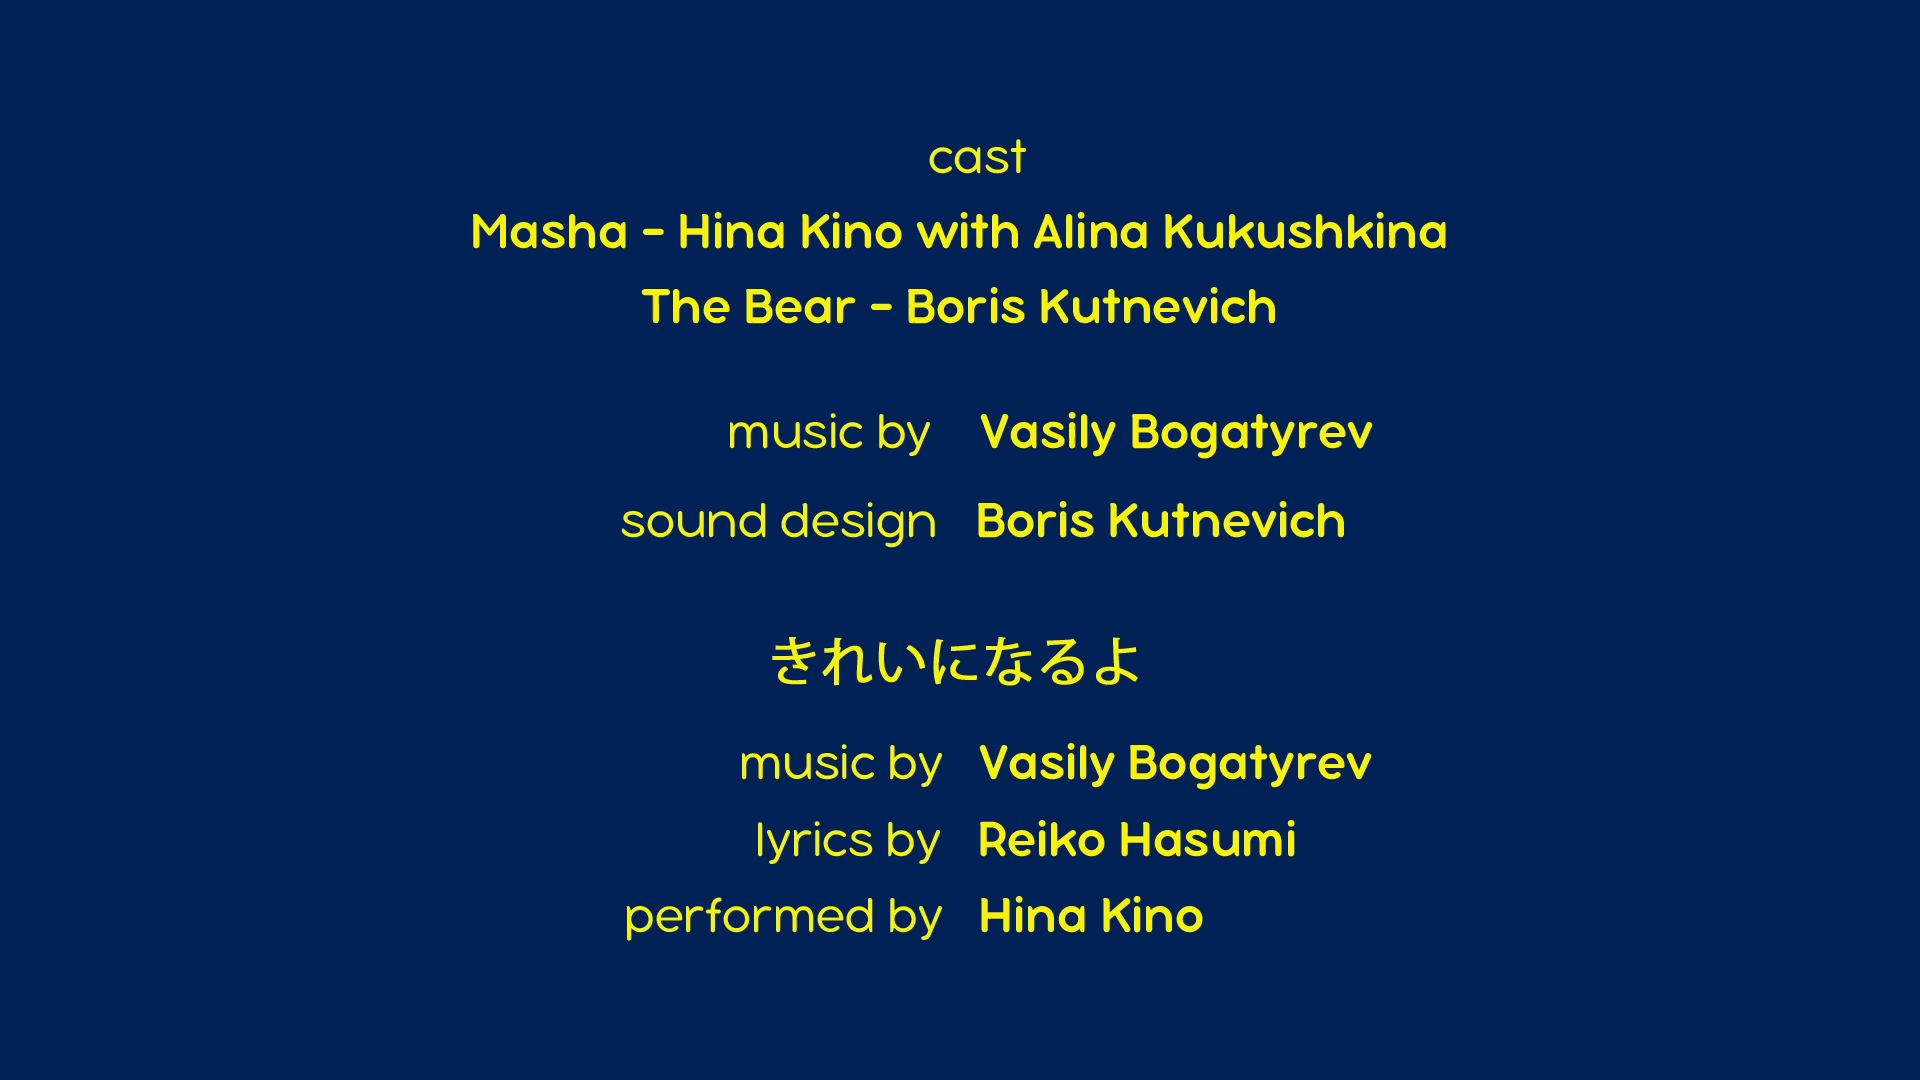 cast
Masha - Hina Kino with Alina Kukushkina
The Bear - Boris Kutnevich
music by Vasily Bogatyrev
sound design Boris Kutnevich
きれいになるよ
music by Vasily Bogatyrev
lyrics by Reiko Hasumi
performed by Hina Kino